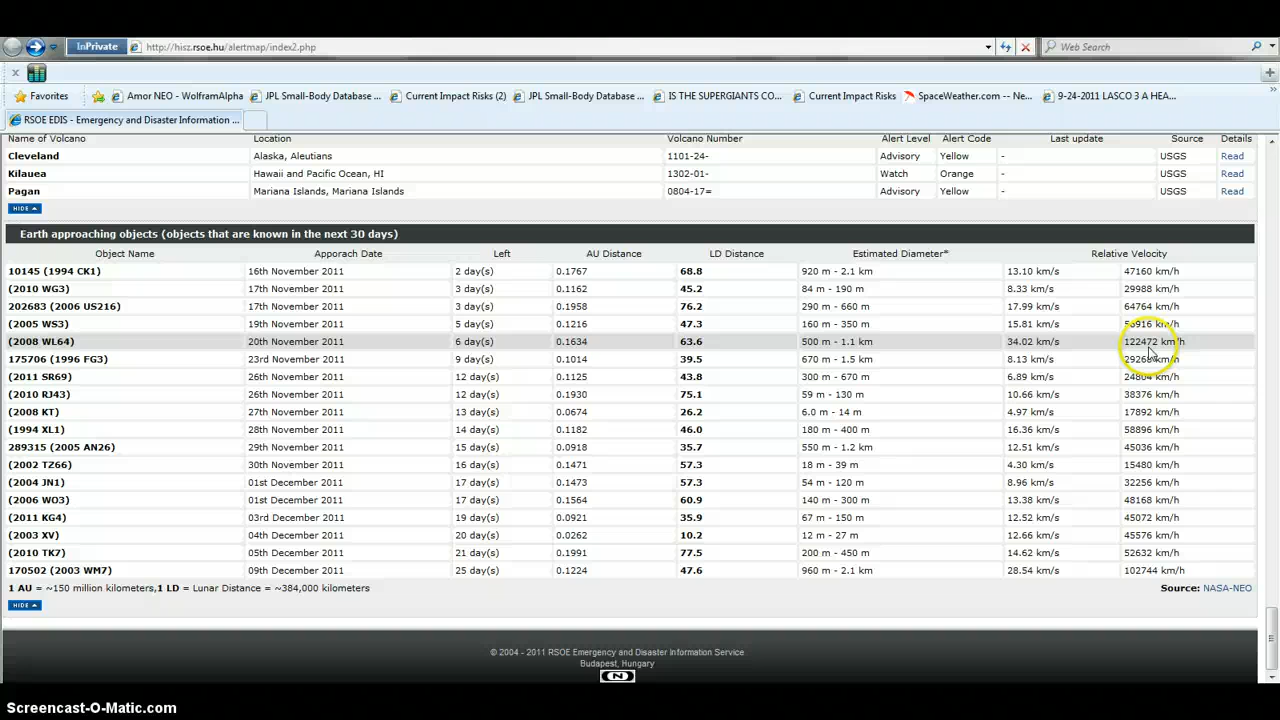 InPrivate http://hisz.rsoe.hu/alertmap/index2.php Web Search
Favorites Amor NEO - WolframAlpha JPL Small-Body Database ... Current Impact Risks (2) JPL Small-Body Database ... IS THE SUPERGIANTS CO... Current Impact Risks SpaceWeather.com -- Ne... 9-24-2011 LASCO 3 A HEA...
RSOE EDIS - Emergency and Disaster Information ...
Name of Volcano Location Volcano Number Alert Level Alert Code Last update Source Details
Cleveland Alaska, Aleutians 1101-24- Advisory Yellow - USGS Read
Kilauea Hawaii and Pacific Ocean, HI 1302-01- Watch Orange - USGS Read
Pagan Mariana Islands, Mariana Islands 0804-17= Advisory Yellow - USGS Read
HIDE
Earth approaching objects (objects that are known in the next 30 days)
Object Name Apporach Date Left AU Distance LD Distance Estimated Diameter* Relative Velocity
10145 (1994 CK1) 16th November 2011 2 day(s) 0.1767 68.8 920 m - 2.1 km 13.10 km/s 47160 km/h
(2010 WG3) 17th November 2011 3 day(s) 0.1162 45.2 84 m - 190 m 8.33 km/s 29988 km/h
202683 (2006 US216) 17th November 2011 3 day(s) 0.1958 76.2 290 m - 660 m 17.99 km/s 64764 km/h
(2005 WS3) 19th November 2011 5 day(s) 0.1216 47.3 160 m - 350 m 15.81 km/s km/h
(2008 WL64) 20th November 2011 6 day(s) 0.1634 63.6 500 m - 1.1 km 34.02 km/s 122472 km/h
175706 (1996 FG3) 23rd November 2011 9 day(s) 0.1014 39.5 670 m - 1.5 km 8.13 km/s km/h
(2011 SR69) 26th November 2011 12 day(s) 0.1125 43.8 300 m - 670 m 6.89 km/s 24804 km/h
(2010 RJ43) 26th November 2011 12 day(s) 0.1930 75.1 59 m - 130 m 10.66 km/s 38376 km/h
(2008 KT) 27th November 2011 13 day(s) 0.0674 26.2 6.0 m - 14 m 4.97 km/s 17892 km/h
(1994 XL1) 28th November 2011 14 day(s) 0.1182 46.0 180 m - 400 m 16.36 km/s 58896 km/h
289315 (2005 AN26) 29th November 2011 15 day(s) 0.0918 35.7 550 m - 1.2 km 12.51 km/s 45036 km/h
(2002 TZ66) 30th November 2011 16 day(s) 0.1471 57.3 18 m - 39 m 4.30 km/s 15480 km/h
(2004 JN1) 01st December 2011 17 day(s) 0.1473 57.3 54 m - 120 m 8.96 km/s 32256 km/h
(2006 WO3) 01st December 2011 17 day(s) 0.1564 60.9 140 m - 300 m 13.38 km/s 48168 km/h
(2011 KG4) 03rd December 2011 19 day(s) 0.0921 35.9 67 m - 150 m 12.52 km/s 45072 km/h
(2003 XV) 04th December 2011 20 day(s) 0.0262 10.2 12 m - 27 m 12.66 km/s 45576 km/h
(2010 TK7) 05th December 2011 21 day(s) 0.1991 77.5 200 m - 450 m 14.62 km/s 52632 km/h
170502 (2003 WM7) 09th December 2011 25 day(s) 0.1224 47.6 960 m - 2.1 km 28.54 km/s 102744 km/h
1 AU = ~150 million kilometers,1 LD = Lunar Distance = ~384,000 kilometers Source: NASA-NEO
HIDE
© 2004 - 2011 RSOE Emergency and Disaster Information Service
Budapest, Hungary
N
Screencast-O-Matic.com